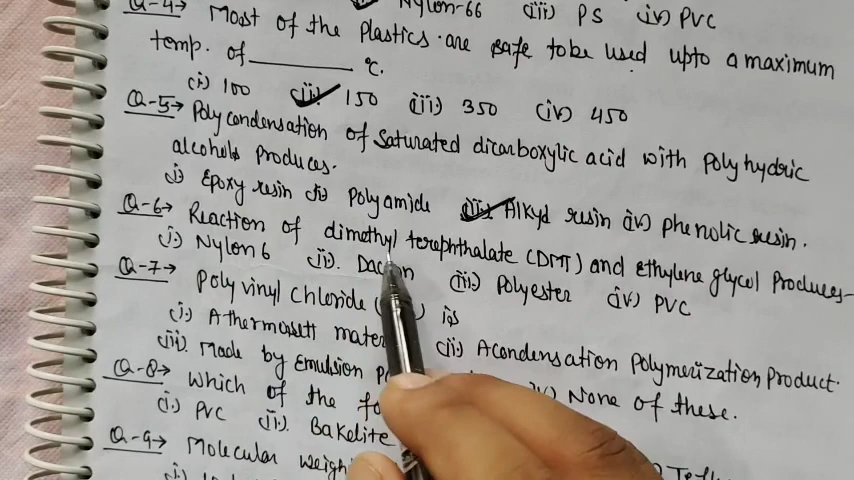 Q-4→ Nylon-66 (iii) PS (iv) PVC
Most of the Plastics are safe to be used upto a maximum
temp. of ________ °C.
(i) 100 (ii) 150 (iii) 350 (iv) 450
Q-5→ Polycondensation of saturated dicarboxylic acid with Polyhydric
alcohols Produces.
(i) Epoxy resin (ii) Polyamide (iii) Alkyd resin (iv) Phenolic resin.
Q-6→ Reaction of dimethyl terephthalate (DMT) and ethylene glycol Produces-
(i) Nylon 6 (ii). (iii) Polyester (iv) PVC
Q-7→ Polyvinyl Chloride is
(i). A thermosett (ii) A condensation Polymerization Product.
(iii). Made by Emulsion (iv) None of these.
Q-8→ Which of the
(i.) PVC (ii). Bakelite
Q-9→ Molecular